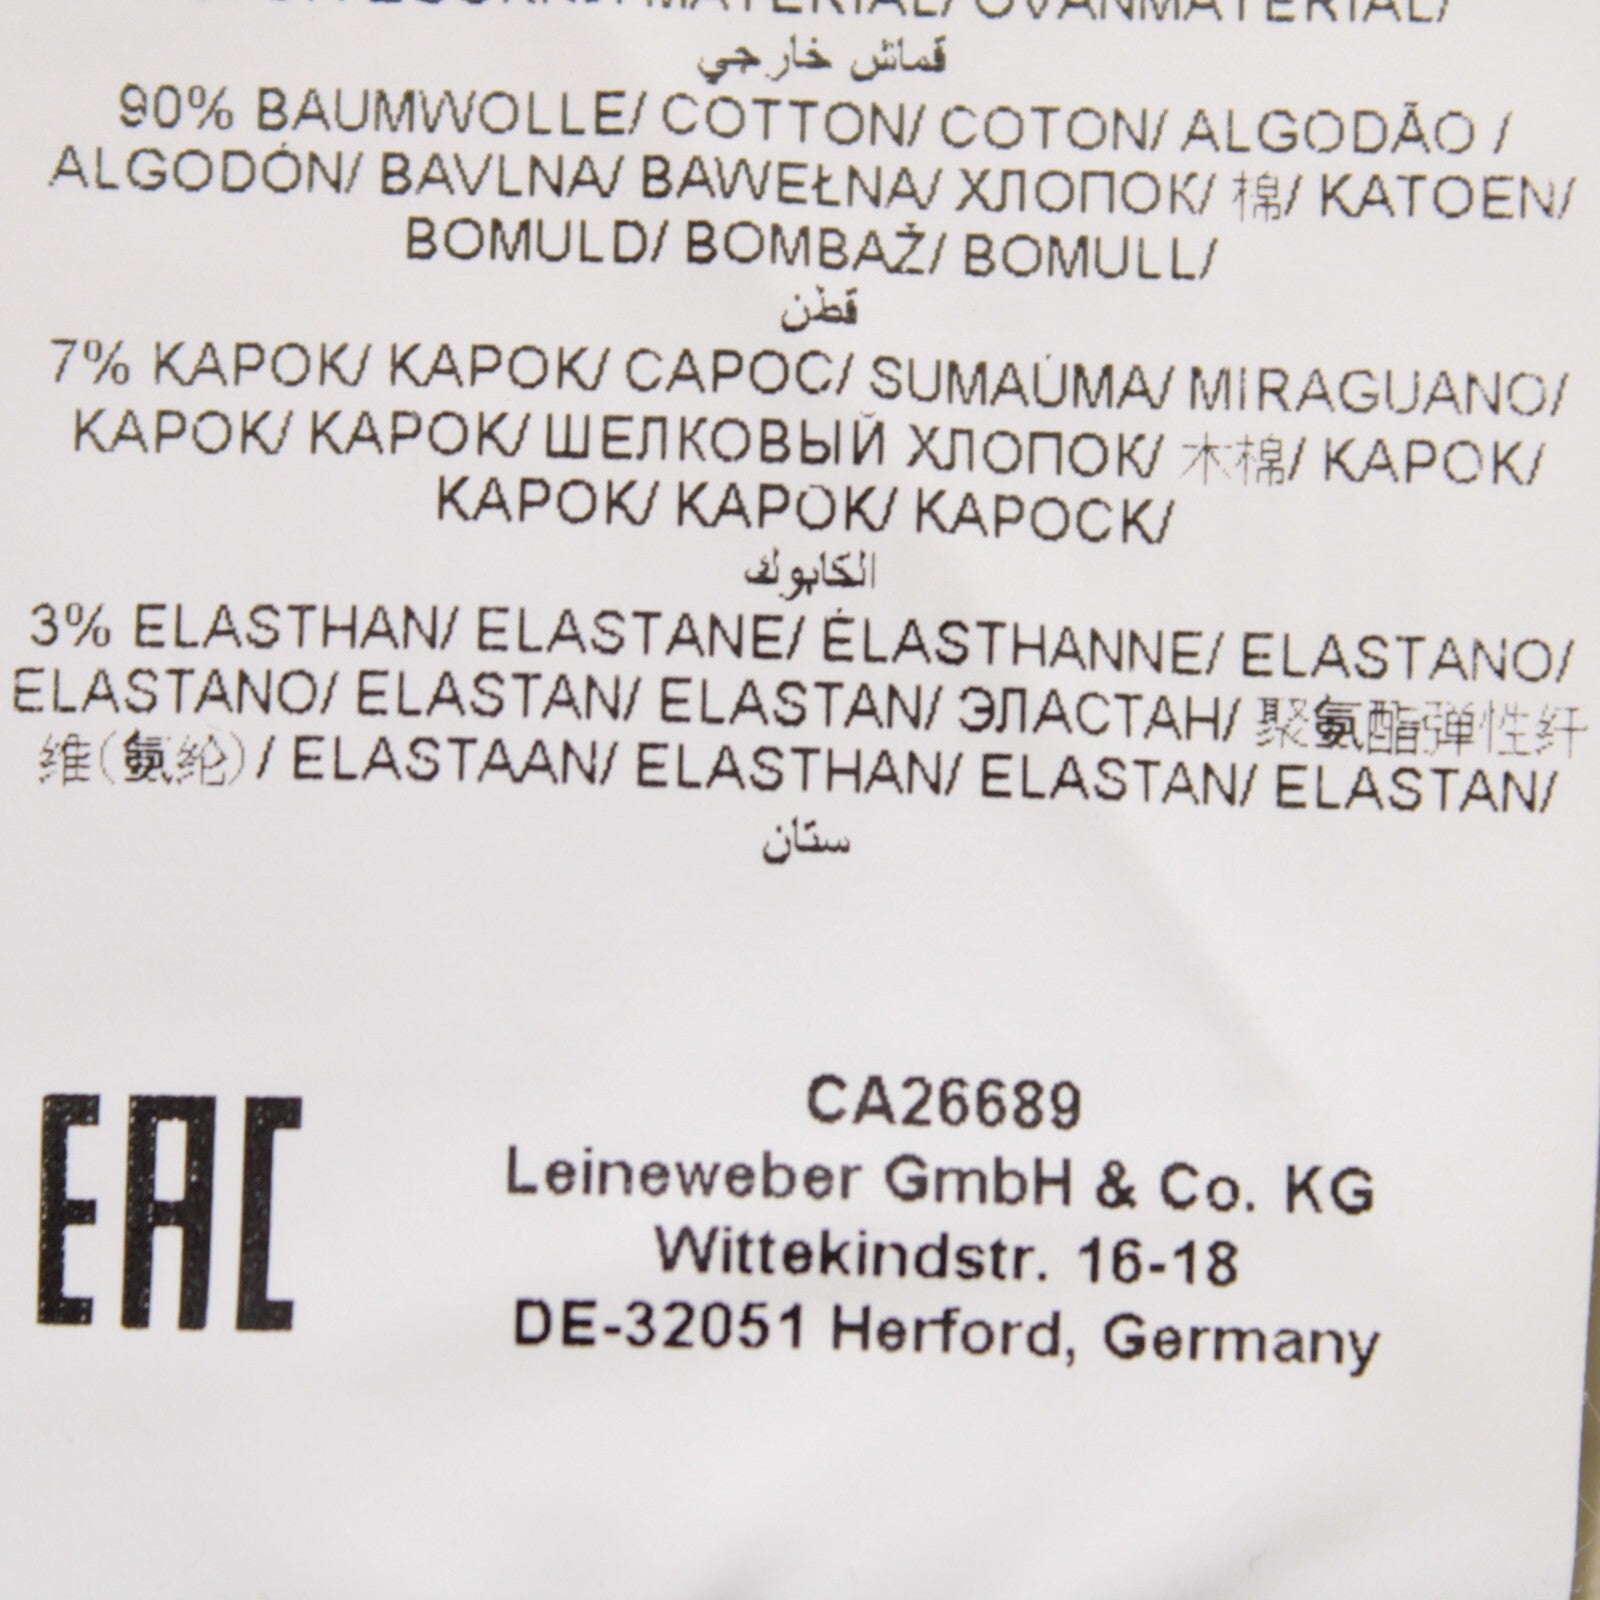 MATERIAL/ OVANMATERIAL/
قماش خارجي
90% BAUMWOLLE/ COTTON/ COTON/ ALGODÃO /
ALGODÓN/ BAVLNA/ BAWEŁNA/ ХЛОПОК/ 棉/ KATOEN/
BOMULD/ BOMBAŽ/ BOMULL/
قطن
7% KAPOK/ KAPOK/ CAPOC/ SUMAÚMA/ MIRAGUANO/
KAPOK/ KAPOK/ ШЕЛКОВЫЙ ХЛОПОК/ 木棉/ KAPOK/
KAPOK/ KAPOK/ KAPOCK/
الكابوك
3% ELASTHAN/ ELASTANE/ ÉLASTHANNE/ ELASTANO/
ELASTANO/ ELASTAN/ ELASTAN/ ЭЛАСТАН/ 聚氨酯弹性纤
维(氨纶)/ ELASTAAN/ ELASTHAN/ ELASTAN/ ELASTAN/
ستان
EAC
CA26689
Leineweber GmbH & Co. KG
Wittekindstr. 16-18
DE-32051 Herford, Germany